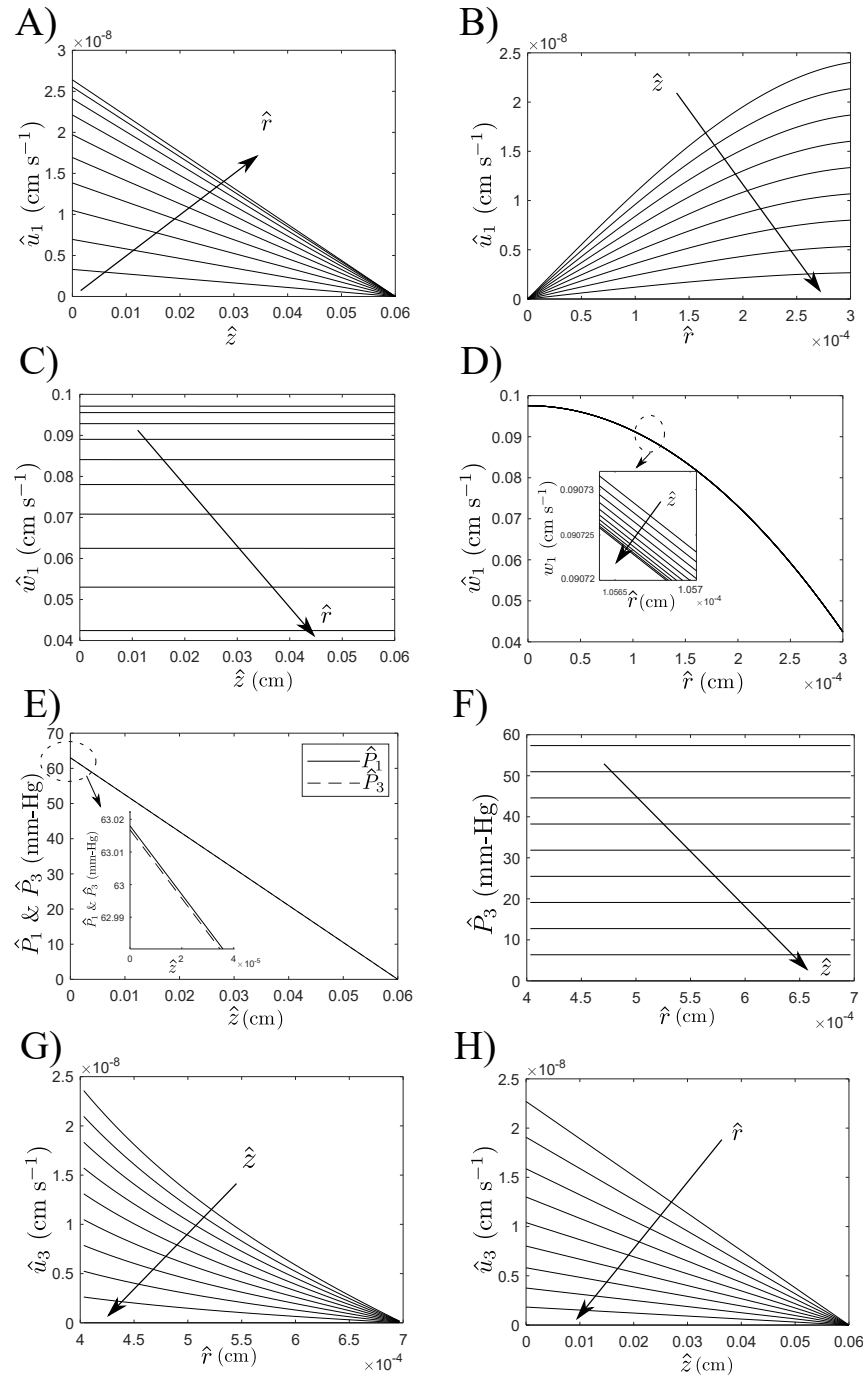 A)
×10⁻⁸
3
2.5
2
1.5
1
0.5
0
û₁ (cm s⁻¹)
r̂
0 0.01 0.02 0.03 0.04 0.05 0.06
ẑ
B)
×10⁻⁸
2.5
2
1.5
1
0.5
0
û₁ (cm s⁻¹)
ẑ
0 0.5 1 1.5 2 2.5 3
×10⁻⁴
r̂
C)
0.1
0.09
0.08
0.07
0.06
0.05
0.04
ŵ₁ (cm s⁻¹)
r̂
0 0.01 0.02 0.03 0.04 0.05 0.06
ẑ (cm)
D)
0.1
0.09
0.08
0.07
0.06
0.05
0.04
ŵ₁ (cm s⁻¹)
0.09073
0.090725
0.09072
w₁ (cm s⁻¹)
ẑ
1.0565 1.057
×10⁻⁴
r̂ (cm)
0 0.5 1 1.5 2 2.5 3
×10⁻⁴
r̂ (cm)
E)
70
60
50
40
30
20
10
0
P̂₁ & P̂₃ (mm-Hg)
P̂₁
P̂₃
63.02
63.01
63
62.99
P̂₁ & P̂₃ (mm-Hg)
0 2 4
×10⁻⁵
ẑ
0 0.01 0.02 0.03 0.04 0.05 0.06
ẑ (cm)
F)
60
50
40
30
20
10
0
P̂₃ (mm-Hg)
ẑ
4 4.5 5 5.5 6 6.5 7
×10⁻⁴
r̂ (cm)
G)
×10⁻⁸
2.5
2
1.5
1
0.5
0
û₃ (cm s⁻¹)
ẑ
4 4.5 5 5.5 6 6.5 7
×10⁻⁴
r̂ (cm)
H)
×10⁻⁸
2.5
2
1.5
1
0.5
0
û₃ (cm s⁻¹)
r̂
0 0.01 0.02 0.03 0.04 0.05 0.06
ẑ (cm)